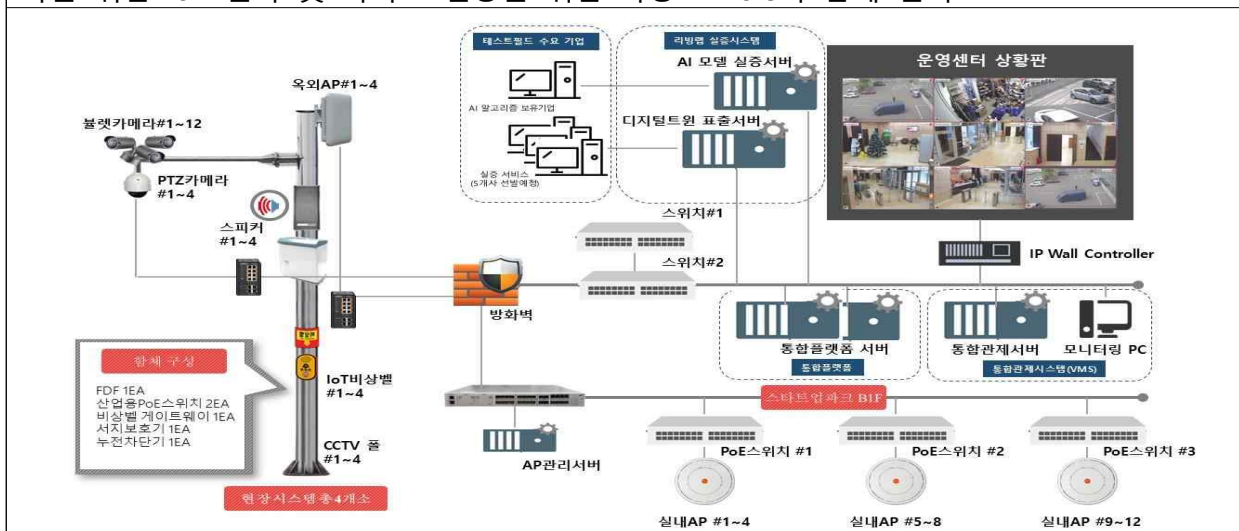 테스트필드 수요 기업
AI 알고리즘 보유기업
실증 서비스
(5개사 선발예정)
리빙랩 실증시스템
AI 모델 실증서버
디지털트윈 표출서버
운영센터 상황판
옥외AP#1~4
불렛카메라#1~12
PTZ카메라
#1~4
스피커
#1~4
스위치#1
스위치#2
IP Wall Controller
방화벽
통합플랫폼 서버
통합플랫폼
통합관제서버
모니터링 PC
통합관제시스템(VMS)
함체 구성
FDF 1EA
산업용PoE스위치 2EA
비상벨 게이트웨이 1EA
서지보호기 1EA
누전차단기 1EA
IoT비상벨
#1~4
CCTV 폴
#1~4
현장시스템총4개소
스타트업파크 B1F
AP관리서버
PoE스위치 #1
PoE스위치 #2
PoE스위치 #3
실내AP #1~4
실내AP #5~8
실내AP #9~12